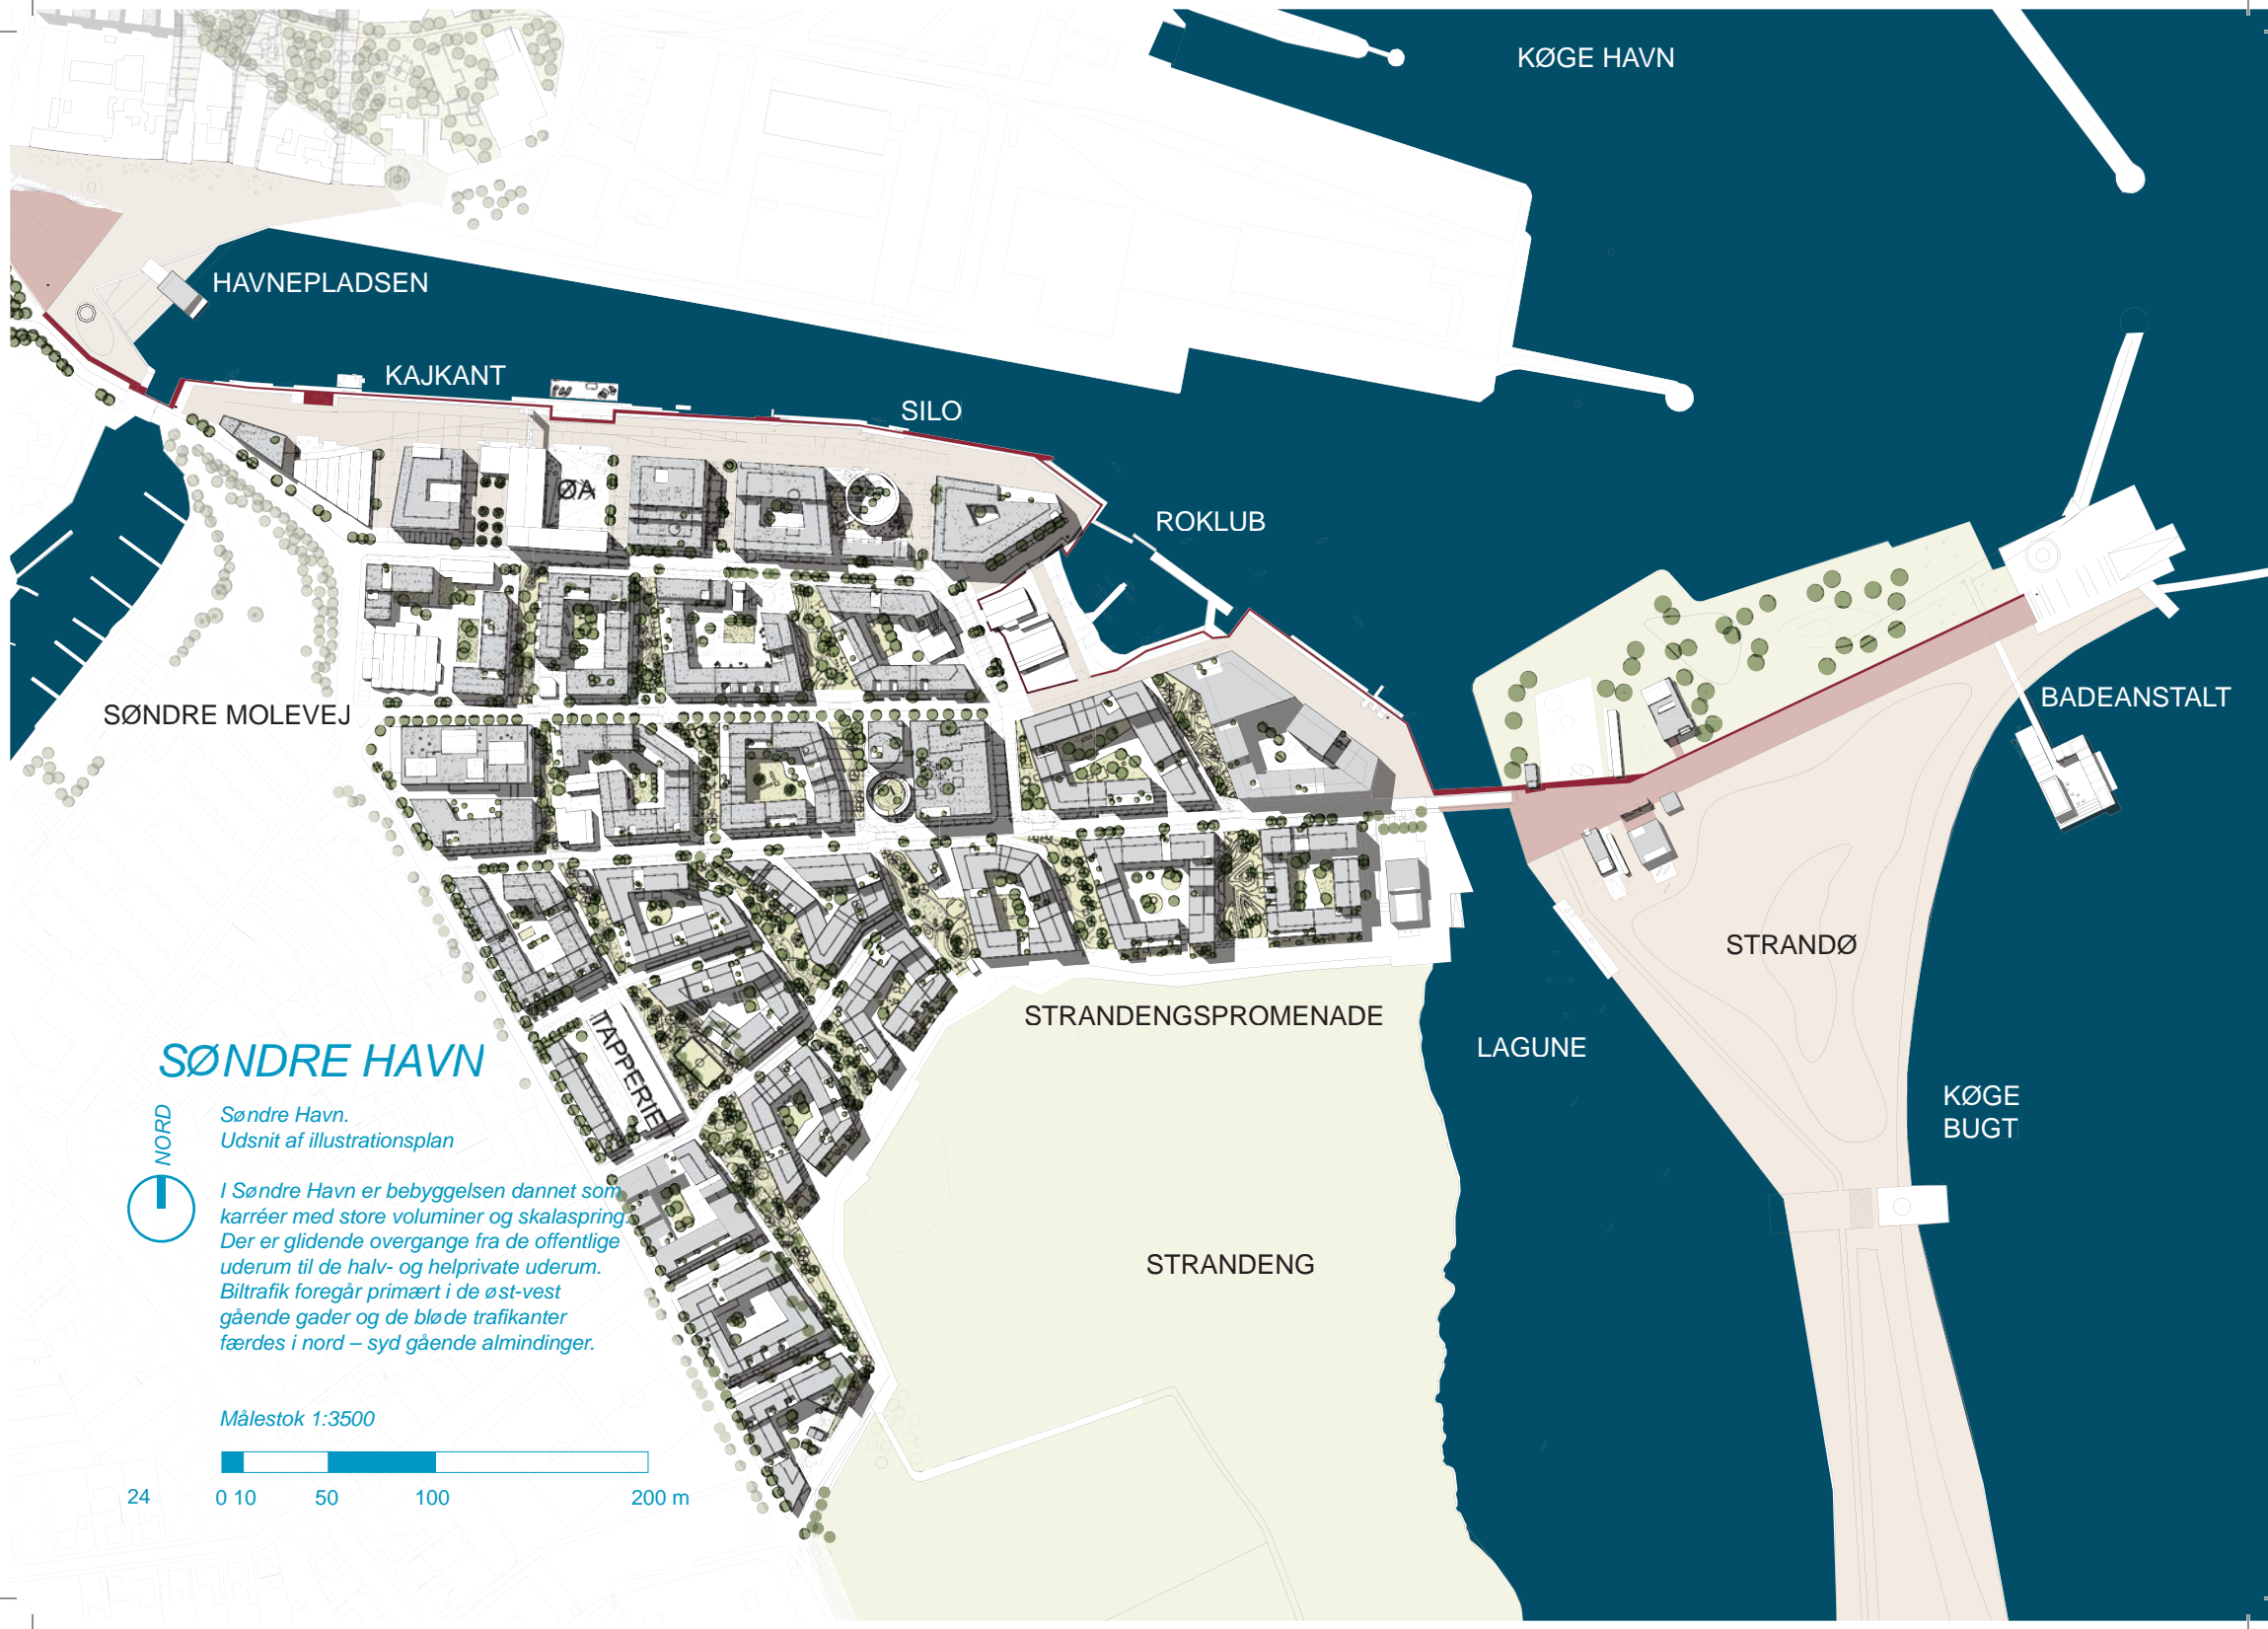 KØGE HAVN
HAVNEPLADSEN
KAJKANT
SILO
ØA
ROKLUB
SØNDRE MOLEVEJ
BADEANSTALT
STRANDØ
STRANDENGSPROMENADE
LAGUNE
TAPPERIET
KØGE
BUGT
STRANDENG
SØNDRE HAVN
NORD
Søndre Havn.
Udsnit af illustrationsplan
I Søndre Havn er bebyggelsen dannet som
karréer med store voluminer og skalaspring.
Der er glidende overgange fra de offentlige
uderum til de halv- og helprivate uderum.
Biltrafik foregår primært i de øst-vest
gående gader og de bløde trafikanter
færdes i nord – syd gående almindinger.
Målestok 1:3500
0 10 50 100 200 m
24